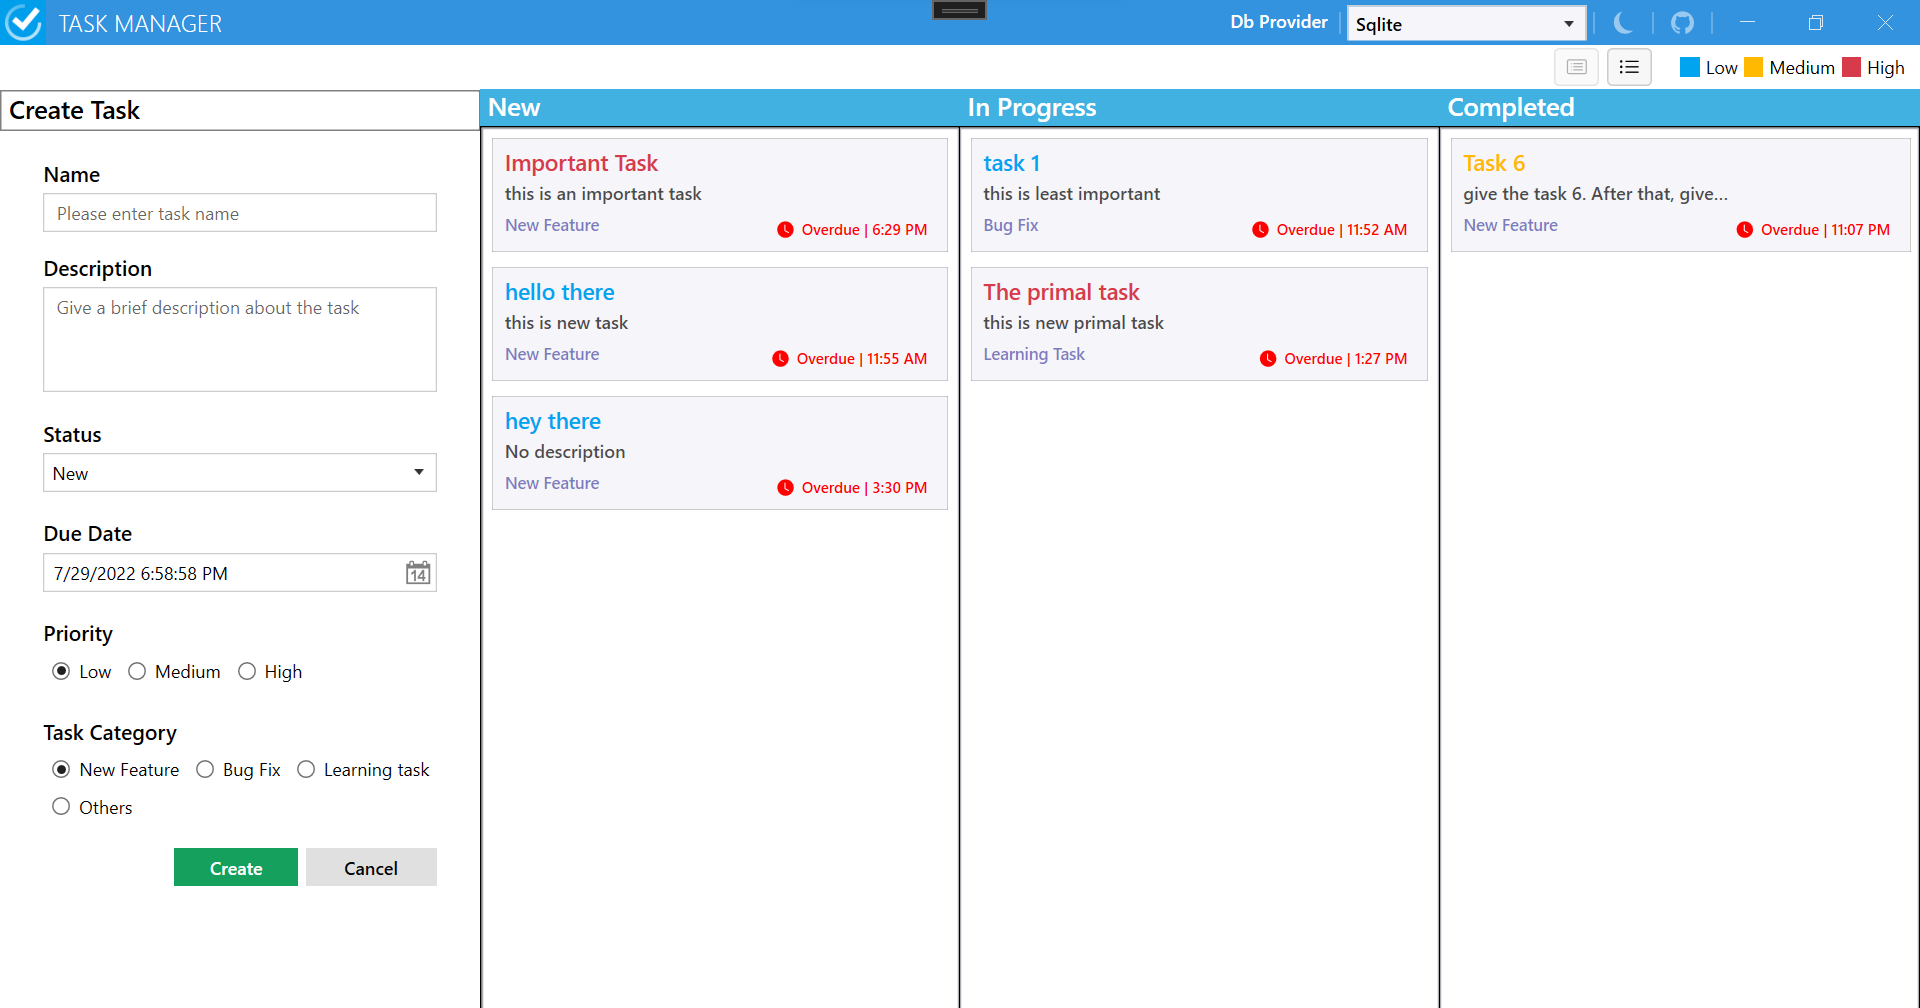 TASK MANAGER
Db Provider
Sqlite
Low
Medium
High
Create Task
Name
Please enter task name
Description
Give a brief description about the task
Status
New
Due Date
7/29/2022 6:58:58 PM
14
Priority
Low
Medium
High
Task Category
New Feature
Bug Fix
Learning task
Others
Create
Cancel
New
Important Task
this is an important task
New Feature
Overdue | 6:29 PM
hello there
this is new task
New Feature
Overdue | 11:55 AM
hey there
No description
New Feature
Overdue | 3:30 PM
In Progress
task 1
this is least important
Bug Fix
Overdue | 11:52 AM
The primal task
this is new primal task
Learning Task
Overdue | 1:27 PM
Completed
Task 6
give the task 6. After that, give...
New Feature
Overdue | 11:07 PM